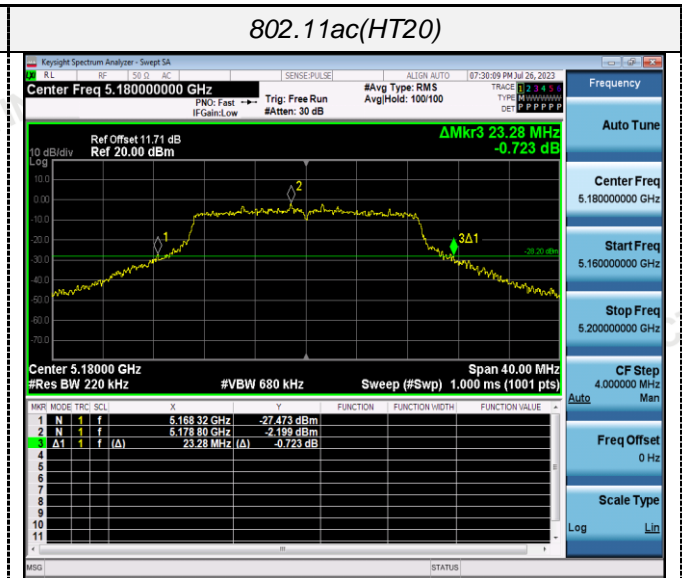 802.11ac(HT20)
Keysight Spectrum Analyzer - Swept SA
RL RF 50 Ω AC SENSE:PULSE ALIGN AUTO 07:30:09 PM Jul 26, 2023
Center Freq 5.180000000 GHz #Avg Type: RMS TRACE 1 2 3 4 5 6
PNO: Fast Trig: Free Run Avg|Hold: 100/100 TYPE M WWWWW
IFGain:Low #Atten: 30 dB DET P P P P P P
Ref Offset 11.71 dB ΔMkr3 23.28 MHz
10 dB/div Ref 20.00 dBm -0.723 dB
Log
10.0
0.00
-10.0
-20.0
-30.0
-40.0
-50.0
-60.0
-70.0
2
1
3Δ1
-28.20 dBm
Center 5.18000 GHz Span 40.00 MHz
#Res BW 220 kHz #VBW 680 kHz Sweep (#Swp) 1.000 ms (1001 pts)
MKR MODE TRC SCL X Y FUNCTION FUNCTION WIDTH FUNCTION VALUE
1 N 1 f 5.168 32 GHz -27.473 dBm
2 N 1 f 5.178 80 GHz -2.199 dBm
3 Δ1 1 f (Δ) 23.28 MHz (Δ) -0.723 dB
4
5
6
7
8
9
10
11
MSG STATUS
Frequency
Auto Tune
Center Freq
5.180000000 GHz
Start Freq
5.160000000 GHz
Stop Freq
5.200000000 GHz
CF Step
4.000000 MHz
Auto Man
Freq Offset
0 Hz
Scale Type
Log Lin